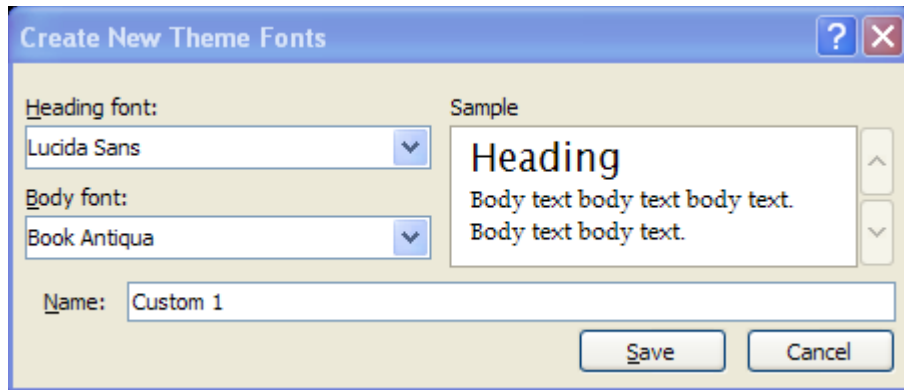 Create New Theme Fonts
?
Heading font:
Lucida Sans
Body font:
Book Antiqua
Sample
Heading
Body text body text body text.
Body text body text.
Name:
Custom 1
Save
Cancel